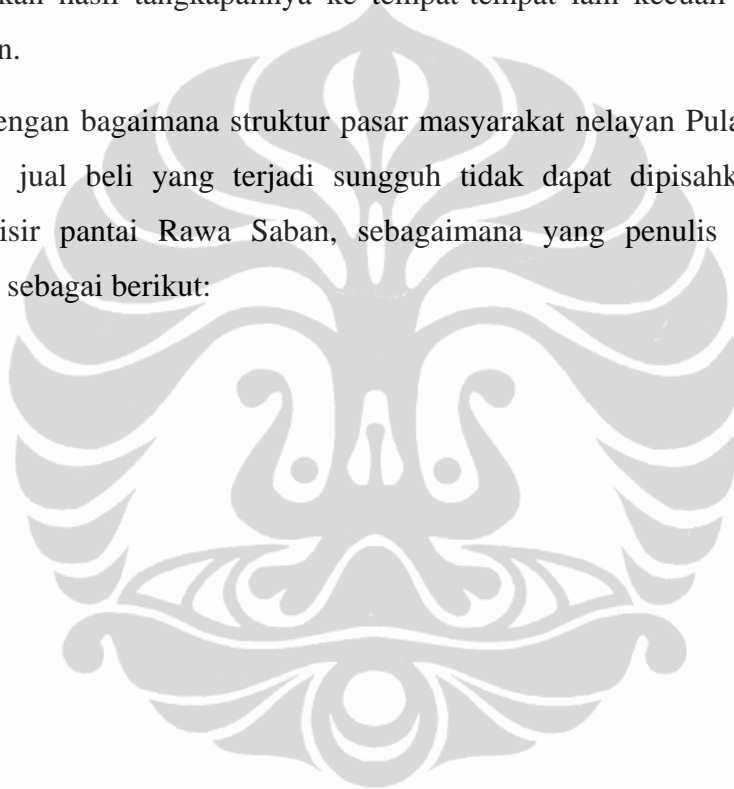 kan hasil tangkapannya ke tempat-tempat lain kecuali
n.
engan bagaimana struktur pasar masyarakat nelayan Pula
jual beli yang terjadi sungguh tidak dapat dipisahk
isir pantai Rawa Saban, sebagaimana yang penulis
sebagai berikut: